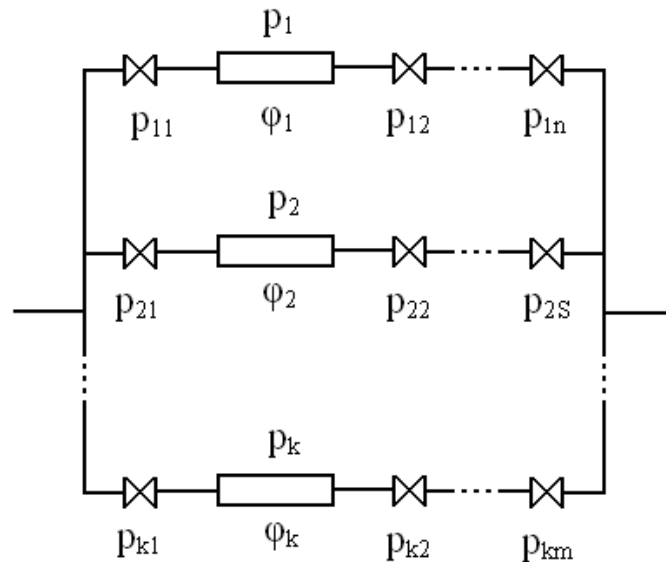 p₁
p₁₁ φ₁ p₁₂ p₁ₙ
p₂
p₂₁ φ₂ p₂₂ p₂S
pₖ
pₖ₁ φₖ pₖ₂ pₖₘ